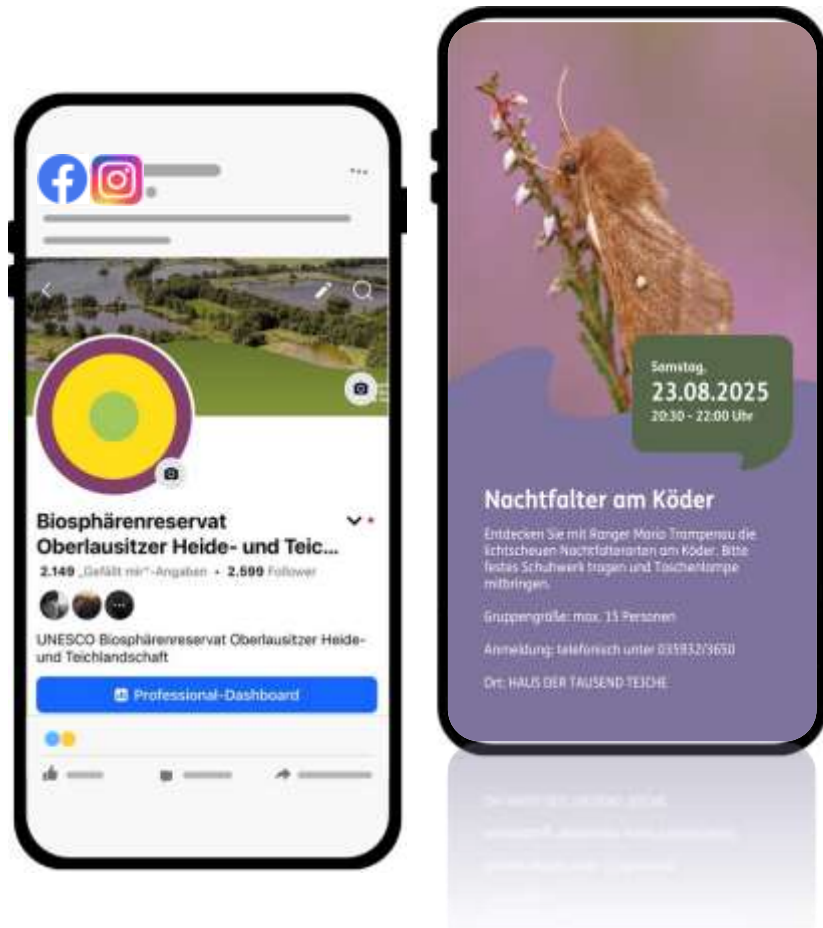 Biosphärenreservat
Oberlausitzer Heide- und Teic...
2.149 „Gefällt mir“-Angaben • 2.599 Follower
UNESCO Biosphärenreservat Oberlausitzer Heide-
und Teichlandschaft
Professional-Dashboard
Samstag,
23.08.2025
20:30 - 22:00 Uhr
Nachtfalter am Köder
Entdecken Sie mit Ranger Maria Trampenau die
lichtscheuen Nachtfalterarten am Köder. Bitte
festes Schuhwerk tragen und Taschenlampe
mitbringen.
Gruppengröße: max. 15 Personen
Anmeldung: telefonisch unter 035932/3650
Ort: HAUS DER TAUSEND TEICHE